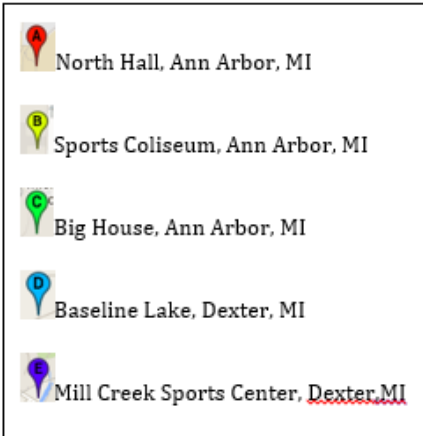 A North Hall, Ann Arbor, MI
B Sports Coliseum, Ann Arbor, MI
C Big House, Ann Arbor, MI
D Baseline Lake, Dexter, MI
E Mill Creek Sports Center, Dexter,MI